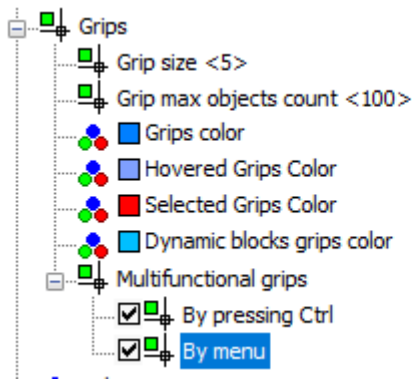 Grips
Grip size <5>
Grip max objects count <100>
Grips color
Hovered Grips Color
Selected Grips Color
Dynamic blocks grips color
Multifunctional grips
By pressing Ctrl
By menu